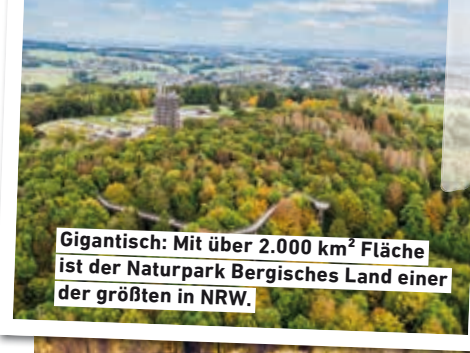 Gigantisch: Mit über 2.000 km² Fläche
ist der Naturpark Bergisches Land einer
der größten in NRW.